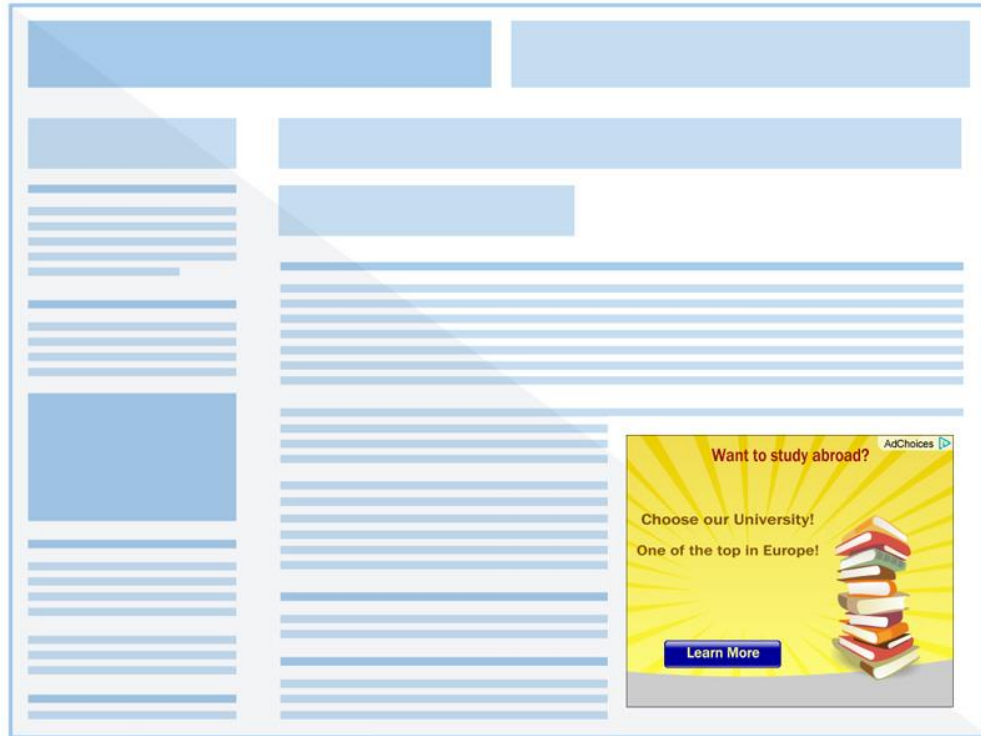 AdChoices
Want to study abroad?
Choose our University!
One of the top in Europe!
Learn More